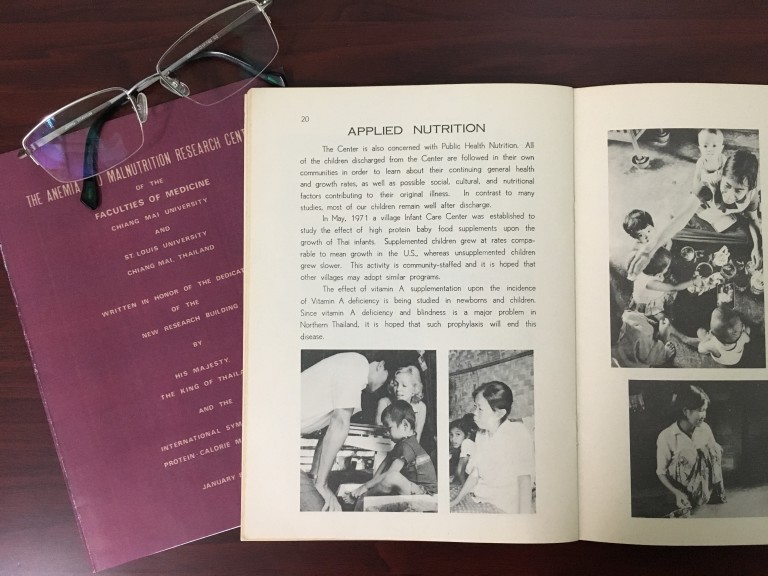 THE ANEMIA AND MALNUTRITION RESEARCH CENT
OF THE
FACULTIES OF MEDICINE
CHIANG MAI UNIVERSITY
AND
ST. LOUIS UNIVERSITY
CHIANG MAI, THAILAND
WRITTEN IN HONOR OF THE DEDICAT
OF THE
NEW RESEARCH BUILDING
BY
HIS MAJESTY,
THE KING OF THAILA
AND THE
INTERNATIONAL SYM
PROTEIN CALORIE M
JANUARY
20
APPLIED NUTRITION
The Center is also concerned with Public Health Nutrition. All
of the children discharged from the Center are followed in their own
communities in order to learn about their continuing general health
and growth rates, as well as possible social, cultural, and nutritional
factors contributing to their original illness. In contrast to many
studies, most of our children remain well after discharge.
In May, 1971 a village Infant Care Center was established to
study the effect of high protein baby food supplements upon the
growth of Thai infants. Supplemented children grew at rates compa-
rable to mean growth in the U.S., whereas unsupplemented children
grew slower. This activity is community-staffed and it is hoped that
other villages may adopt similar programs.
The effect of vitamin A supplementation upon the incidence
of Vitamin A deficiency is being studied in newborns and children.
Since vitamin A deficiency and blindness is a major problem in
Northern Thailand, it is hoped that such prophylaxis will end this
disease.